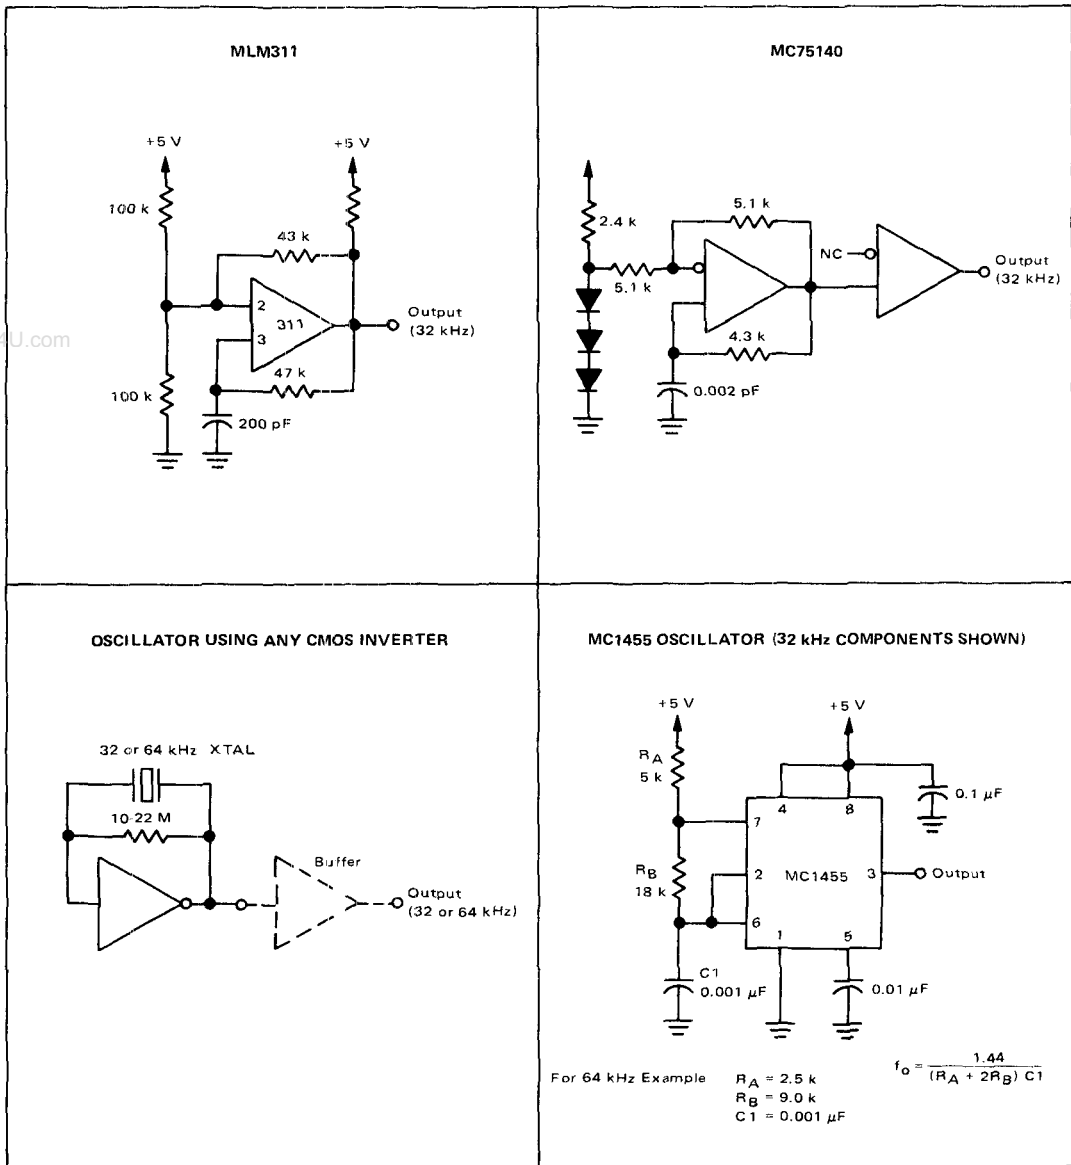 MLM311
+5 V
+5 V
100 k
43 k
2
311
3
Output
(32 kHz)
47 k
100 k
200 pF
4U.com
MC75140
2.4 k
5.1 k
5.1 k
NC
Output
(32 kHz)
4.3 k
0.002 pF
OSCILLATOR USING ANY CMOS INVERTER
32 or 64 kHz XTAL
10-22 M
Buffer
Output
(32 or 64 kHz)
MC1455 OSCILLATOR (32 kHz COMPONENTS SHOWN)
+5 V
+5 V
RA
5 k
0.1 μF
4
8
7
RB
18 k
2
MC1455
3
Output
6
1
5
C1
0.001 μF
0.01 μF
For 64 kHz Example
RA = 2.5 k
RB = 9.0 k
C1 = 0.001 μF
fo = 1.44 / (RA + 2RB) C1